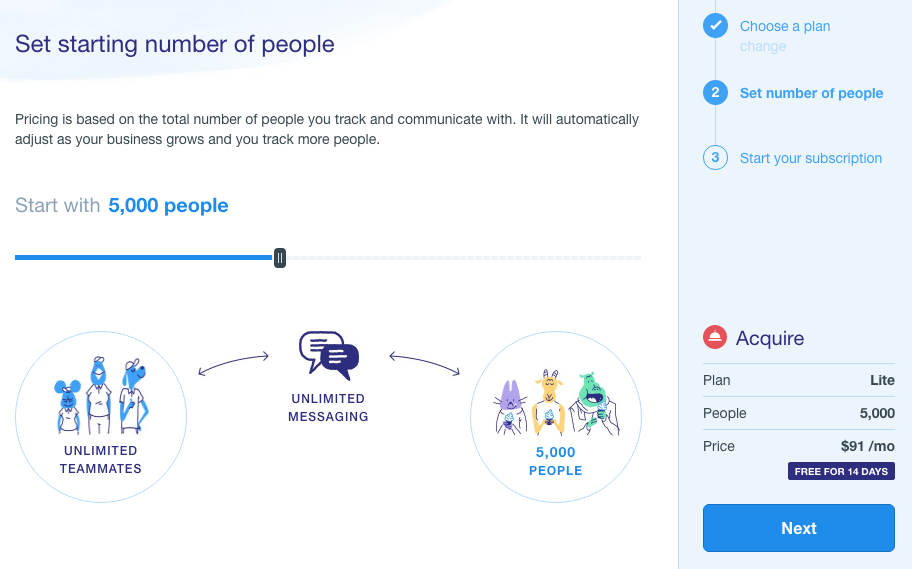 Set starting number of people
Pricing is based on the total number of people you track and communicate with. It will automatically
adjust as your business grows and you track more people.
Start with 5,000 people
UNLIMITED
TEAMMATES
UNLIMITED
MESSAGING
5,000
PEOPLE
Choose a plan
change
2 Set number of people
3 Start your subscription
Acquire
Plan Lite
People 5,000
Price $91 /mo
FREE FOR 14 DAYS
Next